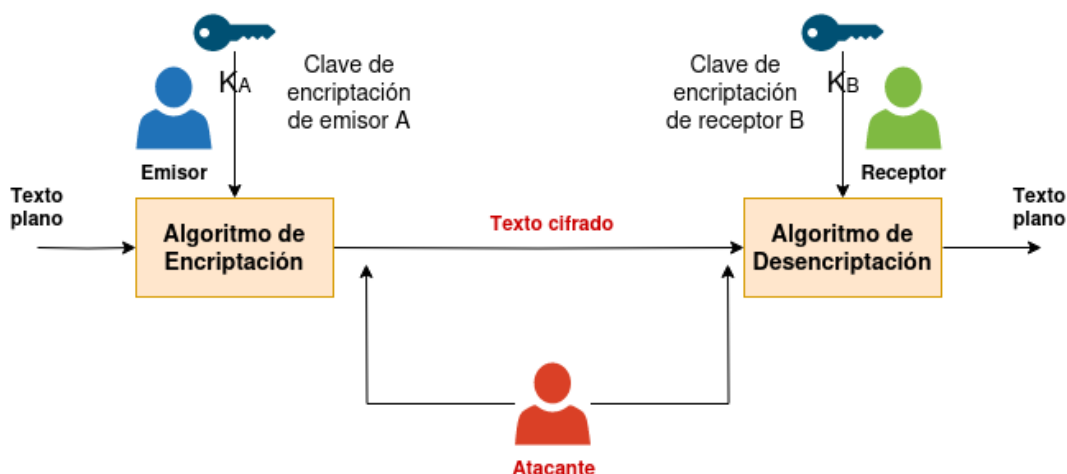 KA
Clave de
encriptación
de emisor A
Clave de
encriptación
de receptor B
KB
Emisor
Receptor
Texto
plano
Algoritmo de
Encriptación
Texto cifrado
Algoritmo de
Desencriptación
Texto
plano
Atacante